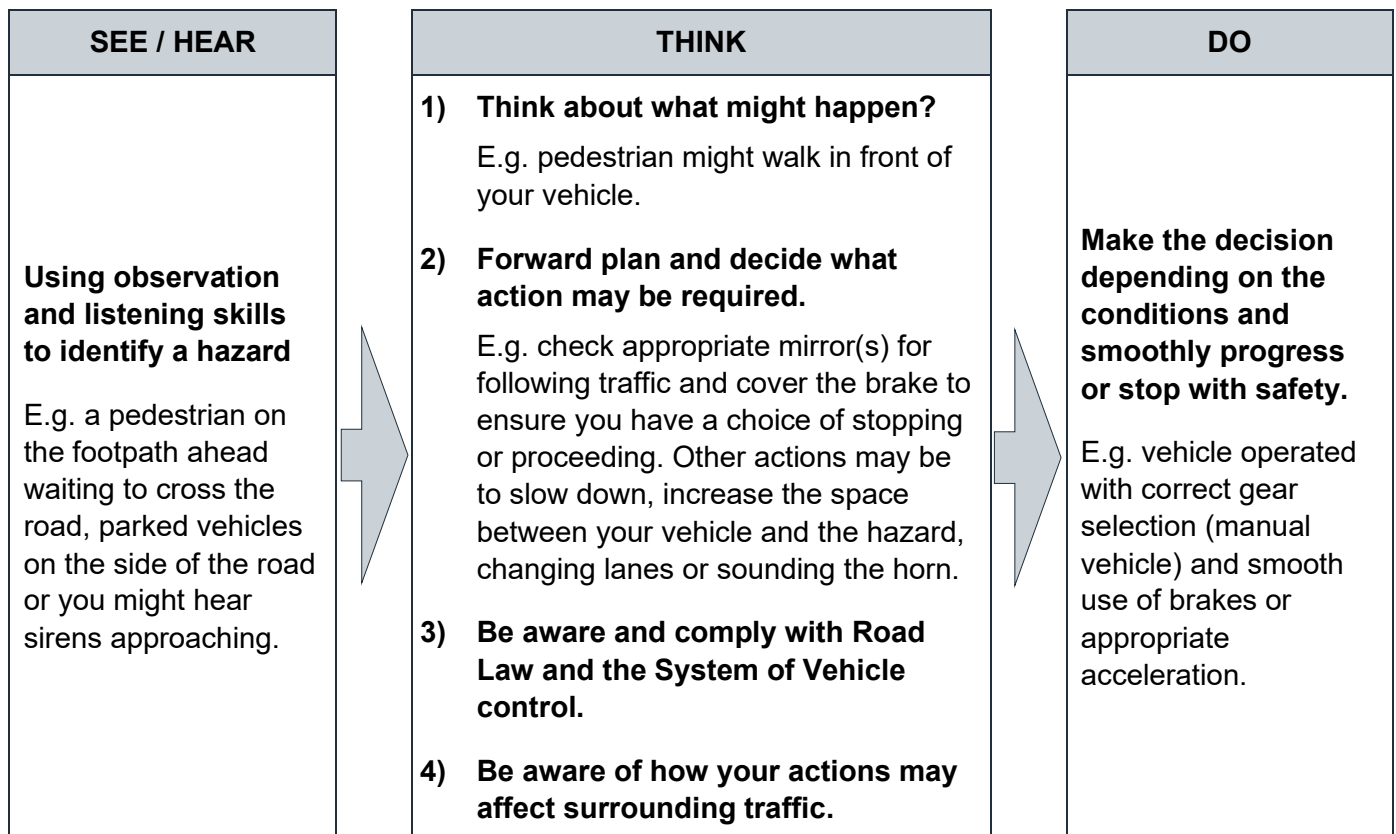 SEE / HEAR
Using observation
and listening skills
to identify a hazard
E.g. a pedestrian on
the footpath ahead
waiting to cross the
road, parked vehicles
on the side of the road
or you might hear
sirens approaching.
THINK
1) Think about what might happen?
E.g. pedestrian might walk in front of
your vehicle.
2) Forward plan and decide what
action may be required.
E.g. check appropriate mirror(s) for
following traffic and cover the brake to
ensure you have a choice of stopping
or proceeding. Other actions may be
to slow down, increase the space
between your vehicle and the hazard,
changing lanes or sounding the horn.
3) Be aware and comply with Road
Law and the System of Vehicle
control.
4) Be aware of how your actions may
affect surrounding traffic.
DO
Make the decision
depending on the
conditions and
smoothly progress
or stop with safety.
E.g. vehicle operated
with correct gear
selection (manual
vehicle) and smooth
use of brakes or
appropriate
acceleration.